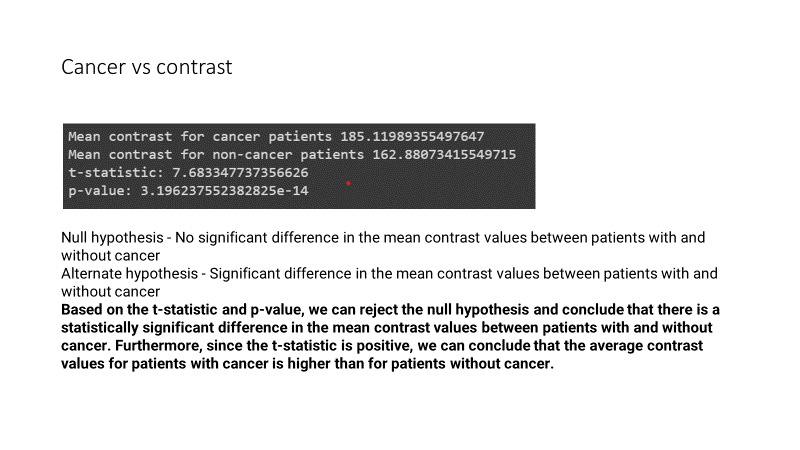 Cancer vs contrast
Mean contrast for cancer patients 185.11989355497647
Mean contrast for non-cancer patients 162.88073415549715
t-statistic: 7.683347737356626
p-value: 3.196237552382825e-14
Null hypothesis - No significant difference in the mean contrast values between patients with and
without cancer
Alternate hypothesis - Significant difference in the mean contrast values between patients with and
without cancer
Based on the t-statistic and p-value, we can reject the null hypothesis and conclude that there is a
statistically significant difference in the mean contrast values between patients with and without
cancer. Furthermore, since the t-statistic is positive, we can conclude that the average contrast
values for patients with cancer is higher than for patients without cancer.